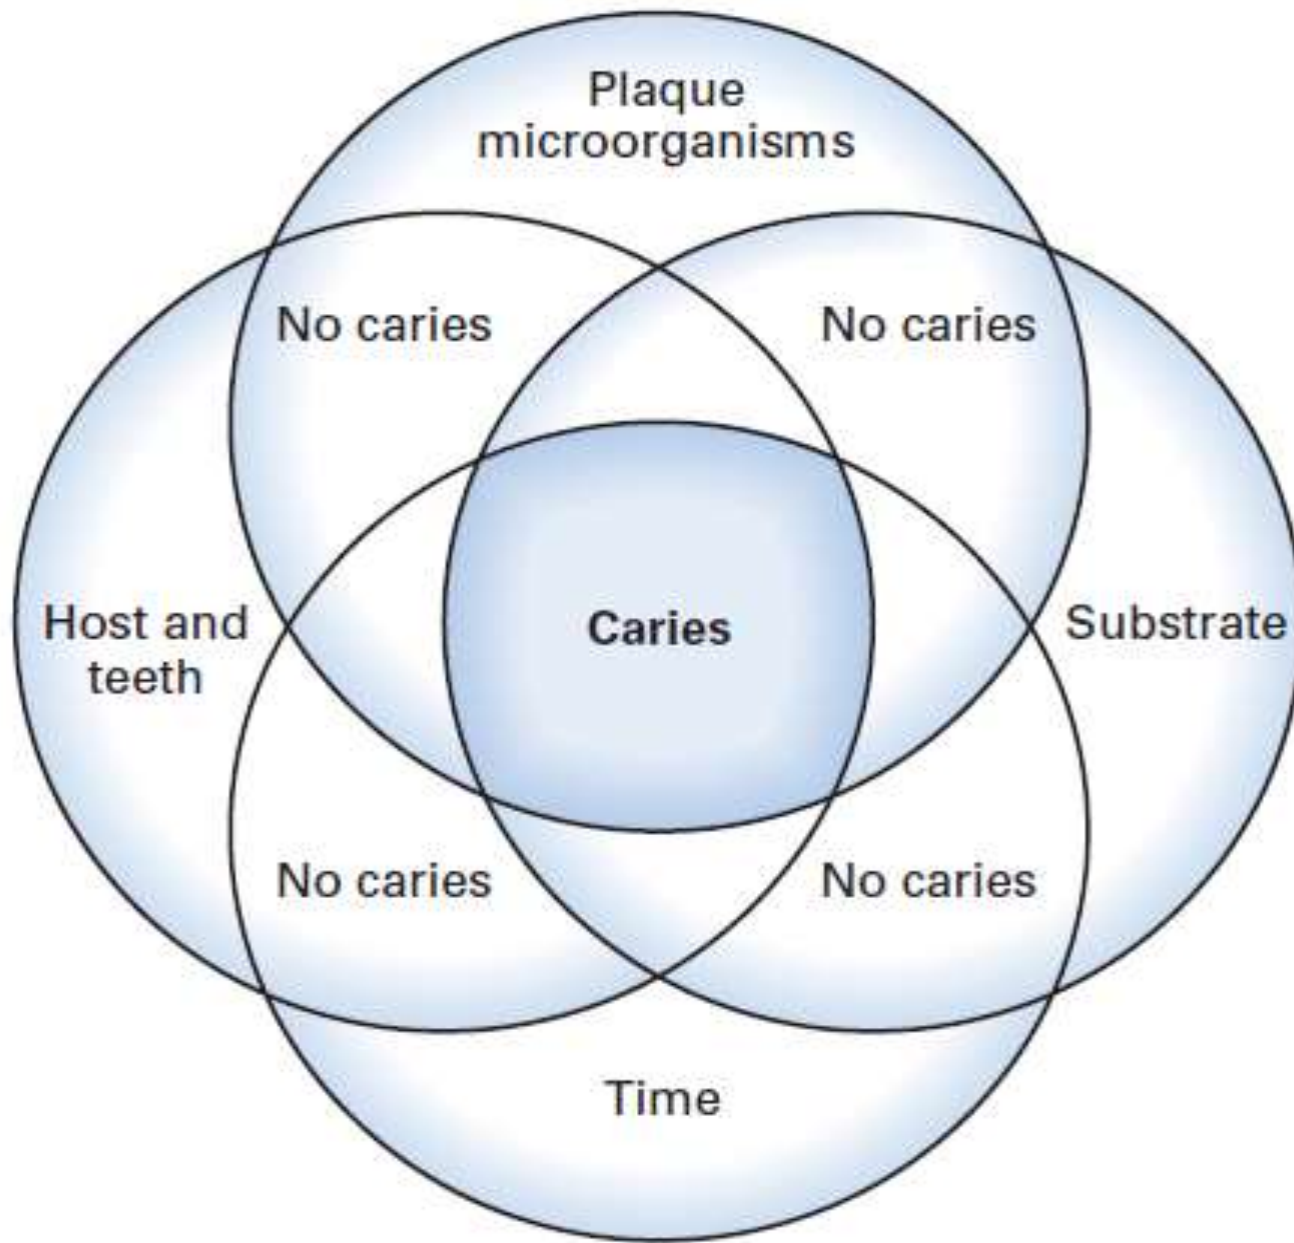 Plaque
microorganisms
No caries
No caries
Host and
teeth
Caries
Substrate
No caries
No caries
Time